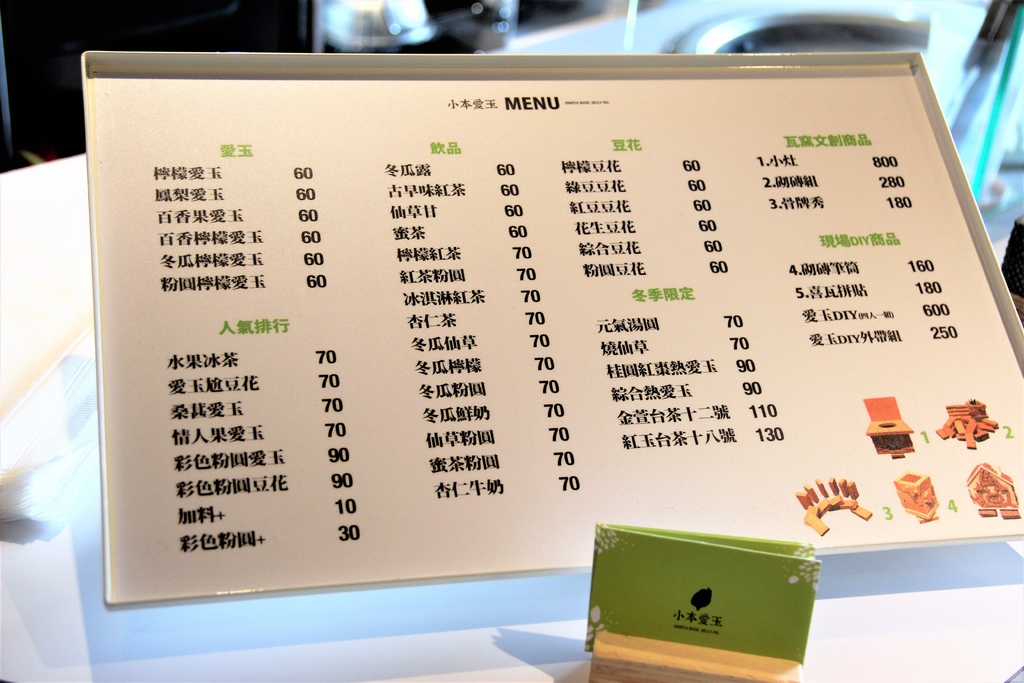 小本愛玉 MENU
愛玉
檸檬愛玉 60
鳳梨愛玉 60
百香果愛玉 60
百香檸檬愛玉 60
冬瓜檸檬愛玉 60
粉圓檸檬愛玉 60
人氣排行
水果冰茶 70
愛玉尬豆花 70
桑葚愛玉 70
情人果愛玉 70
彩色粉圓愛玉 90
彩色粉圓豆花 90
加料+ 10
彩色粉圓+ 30
飲品
冬瓜露 60
古早味紅茶 60
仙草甘 60
蜜茶 60
檸檬紅茶 70
紅茶粉圓 70
冰淇淋紅茶 70
杏仁茶 70
冬瓜仙草 70
冬瓜檸檬 70
冬瓜粉圓 70
冬瓜鮮奶 70
仙草粉圓 70
蜜茶粉圓 70
杏仁牛奶 70
豆花
檸檬豆花 60
綠豆豆花 60
紅豆豆花 60
花生豆花 60
綜合豆花 60
粉圓豆花 60
冬季限定
元氣湯圓 70
燒仙草 70
桂圓紅棗熱愛玉 90
綜合熱愛玉 90
金萱台茶十二號 110
紅玉台茶十八號 130
瓦窯文創商品
1.小灶 800
2.砌磚組 280
3.骨牌秀 180
現場DIY商品
4.砌磚筆筒 160
5.喜瓦拼貼 180
愛玉DIY(四人一組) 600
愛玉DIY外帶組 250
1
2
3
4
小本愛玉